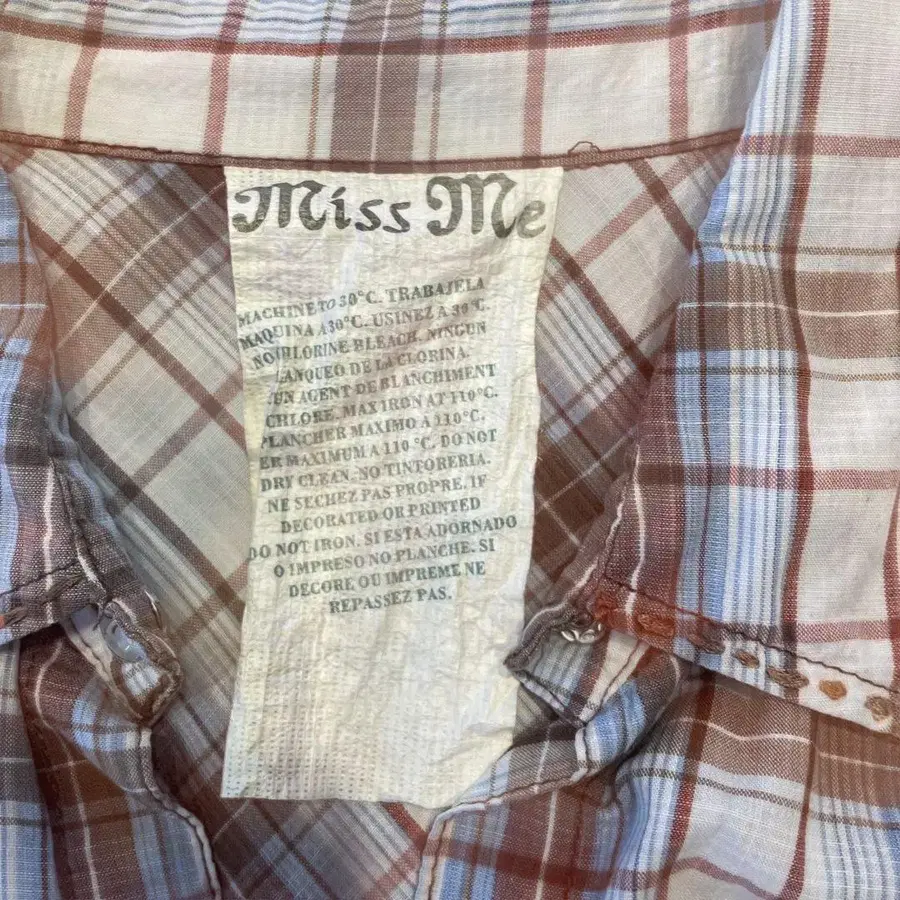 Miss Me
MACHINE TO 30°C. TRABAJELA
MAQUINA A 30°C. USINEZ A 30°C.
NO CHLORINE BLEACH. NINGUN
LANQUEO DE LA CLORINA.
UN AGENT DE BLANCHIMENT
CHLORE. MAX IRON AT 110°C.
PLANCHER MAXIMO A 110°C.
ER MAXIMUM A 110°C. DO NOT
DRY CLEAN. NO TINTORERIA.
NE SECHEZ PAS PROPRE. IF
DECORATED OR PRINTED
DO NOT IRON. SI ESTA ADORNADO
O IMPRESO NO PLANCHE. SI
DECORE OU IMPREME NE
REPASSEZ PAS.